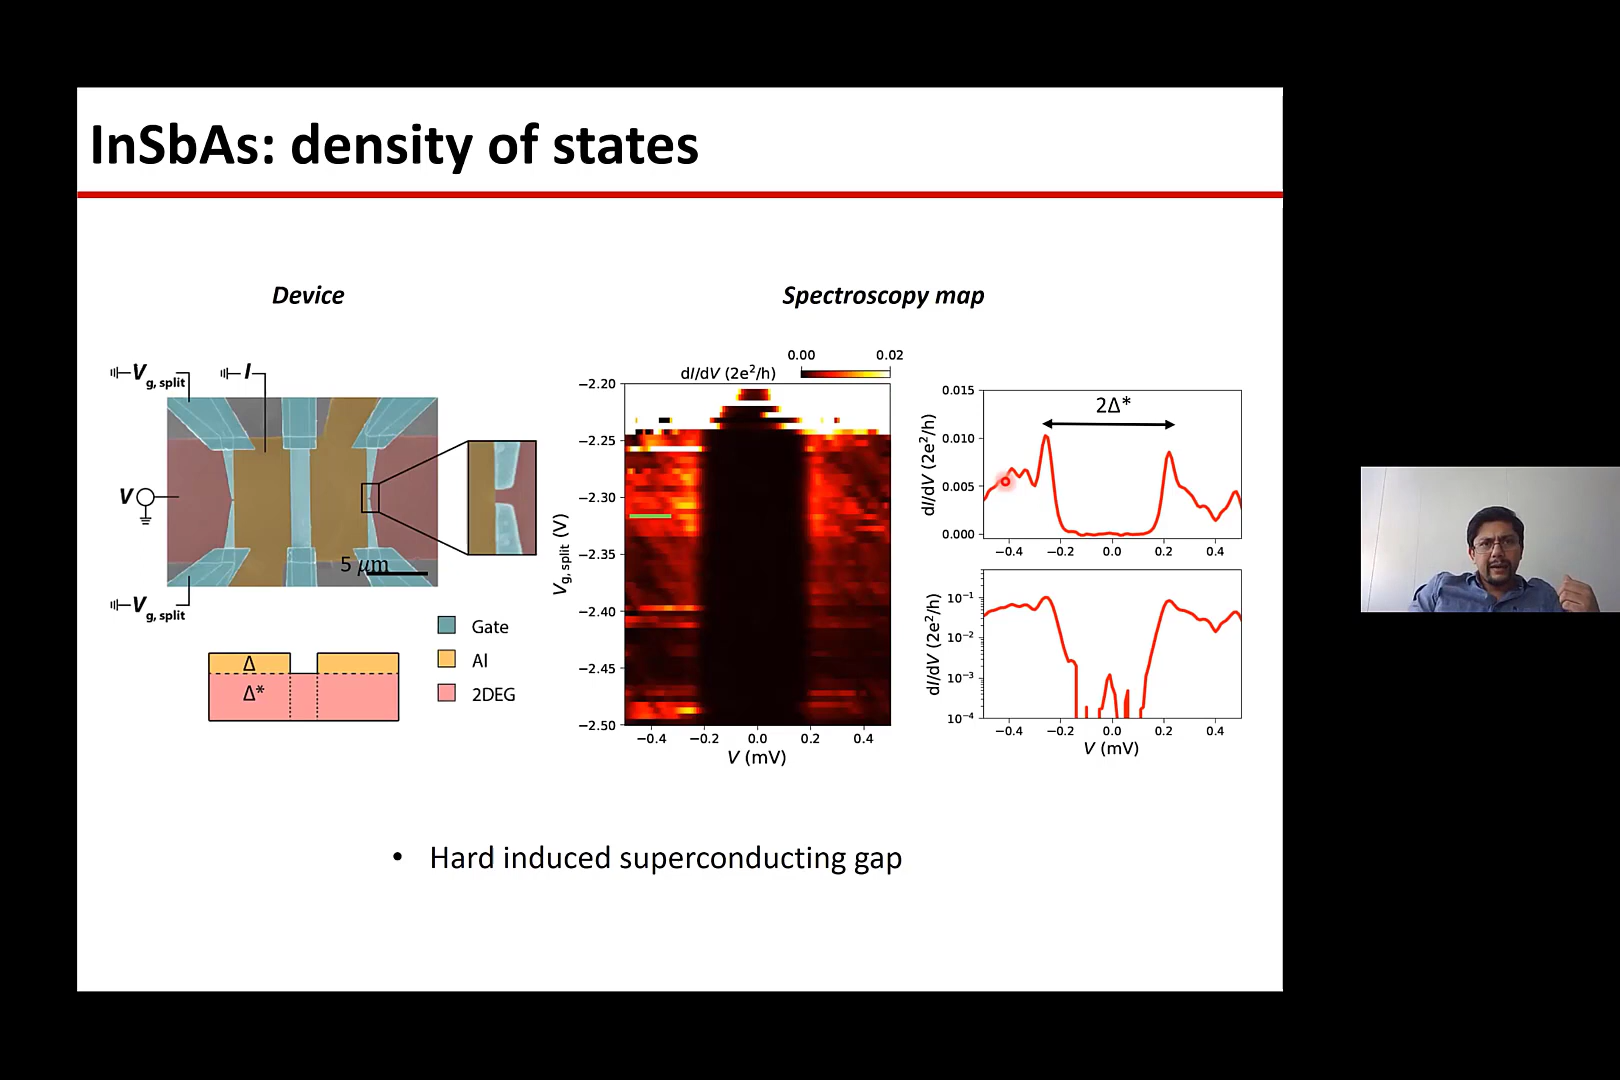 InSbAs: density of states
Device
Spectroscopy map
V g, split
I
V
5 μm
V g, split
Δ
Δ*
Gate
Al
2DEG
dI/dV (2e²/h)
0.00 0.02
V g, split (V)
−2.20
−2.25
−2.30
−2.35
−2.40
−2.45
−2.50
−0.4 −0.2 0.0 0.2 0.4
V (mV)
dI/dV (2e²/h)
0.015
0.010
0.005
0.000
2Δ*
−0.4 −0.2 0.0 0.2 0.4
dI/dV (2e²/h)
10⁻¹
10⁻²
10⁻³
10⁻⁴
−0.4 −0.2 0.0 0.2 0.4
V (mV)
• Hard induced superconducting gap